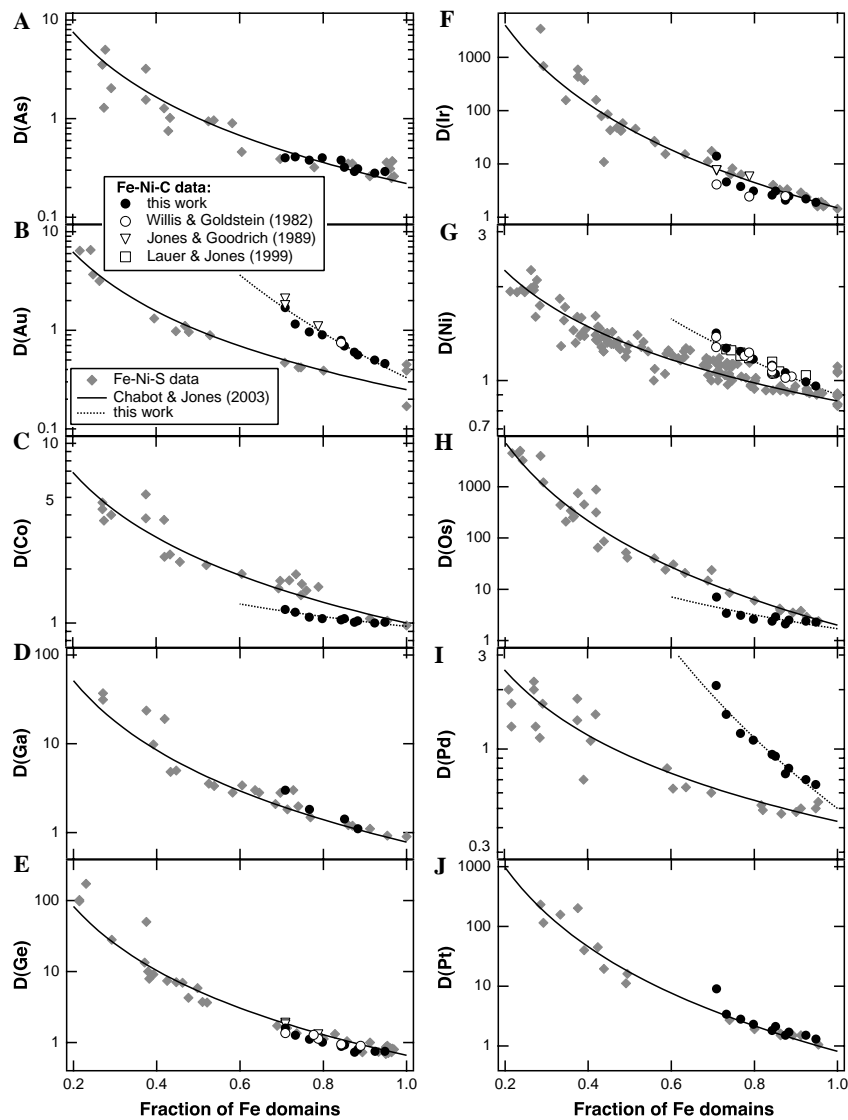 A
10
1
0.1
D(As)
Fe-Ni-C data:
this work
Willis & Goldstein (1982)
Jones & Goodrich (1989)
Lauer & Jones (1999)
B
10
1
0.1
D(Au)
Fe-Ni-S data
Chabot & Jones (2003)
this work
C
10
5
1
D(Co)
D
100
10
1
D(Ga)
E
100
10
1
D(Ge)
0.2
0.4
0.6
0.8
1.0
Fraction of Fe domains
F
1000
100
10
1
D(Ir)
G
3
1
0.7
D(Ni)
H
1000
100
10
1
D(Os)
I
3
1
0.3
D(Pd)
J
1000
100
10
1
D(Pt)
0.2
0.4
0.6
0.8
1.0
Fraction of Fe domains